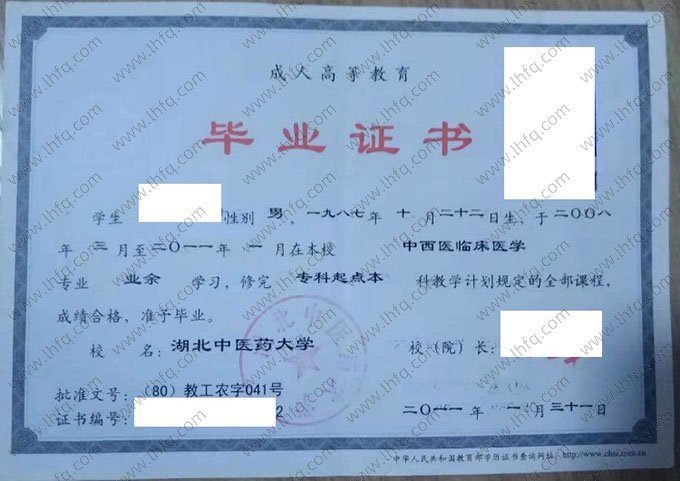 成人高等教育
毕业证书
学生 性别 男，一九八七年 十 月二十二日生，于二〇〇八
年 三 月至二〇一一年 一 月在本校 中西医临床医学
专业 业余 学习，修完 专科起点本 科教学计划规定的全部课程，
成绩合格，准予毕业。
校 名：湖北中医药大学 校（院）长：
批准文号：（80）教工农字041号
证书编号： 2 二〇一一 年 一 月 三十一日
中华人民共和国教育部学历证书查询网址：http://www.chsi.com.cn
www.lhfq.com